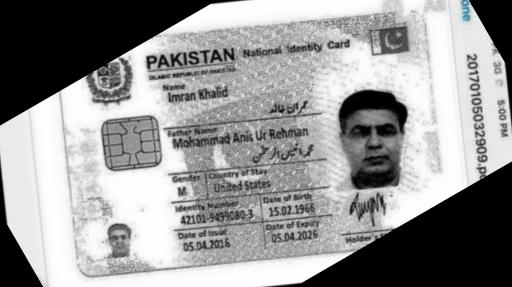 PAKISTAN National Identity Card
ISLAMIC REPUBLIC OF PAKISTAN
Name
Imran Khalid
عمران خالد
Father Name
Mohammad Anis Ur Rehman
محمد انیس الرحمٰن
Gender Country of Stay
M United States
Identity Number Date of Birth
42101-9499080-3 15.02.1966
Date of Issue Date of Expiry
05.04.2016 05.04.2026
Holder's
one
3G 5:00 PM
20170105032909.p